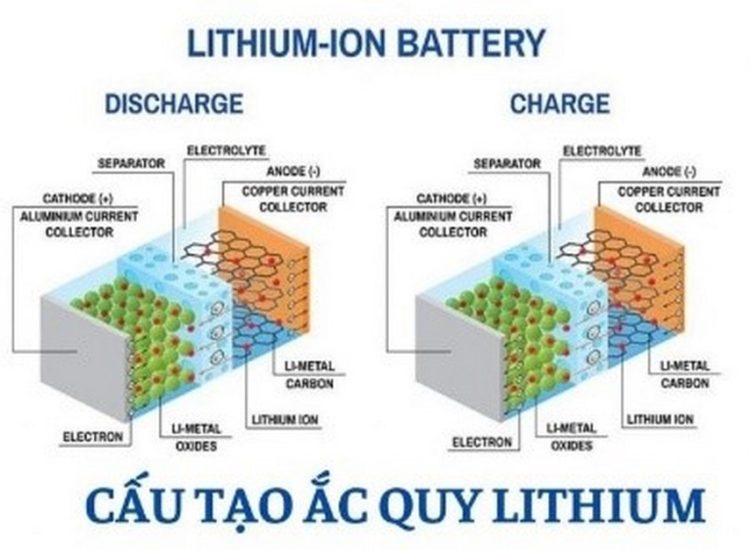 LITHIUM-ION BATTERY
DISCHARGE
CHARGE
ELECTROLYTE
SEPARATOR
ANODE (-)
COPPER CURRENT
COLLECTOR
CATHODE (+)
ALUMINIUM CURRENT
COLLECTOR
LI-METAL
CARBON
LITHIUM ION
LI-METAL
OXIDES
ELECTRON
ELECTROLYTE
SEPARATOR
ANODE (-)
COPPER CURRENT
COLLECTOR
CATHODE (+)
ALUMINIUM CURRENT
COLLECTOR
LI-METAL
CARBON
LITHIUM ION
LI-METAL
OXIDES
ELECTRON
CẤU TẠO ẮC QUY LITHIUM